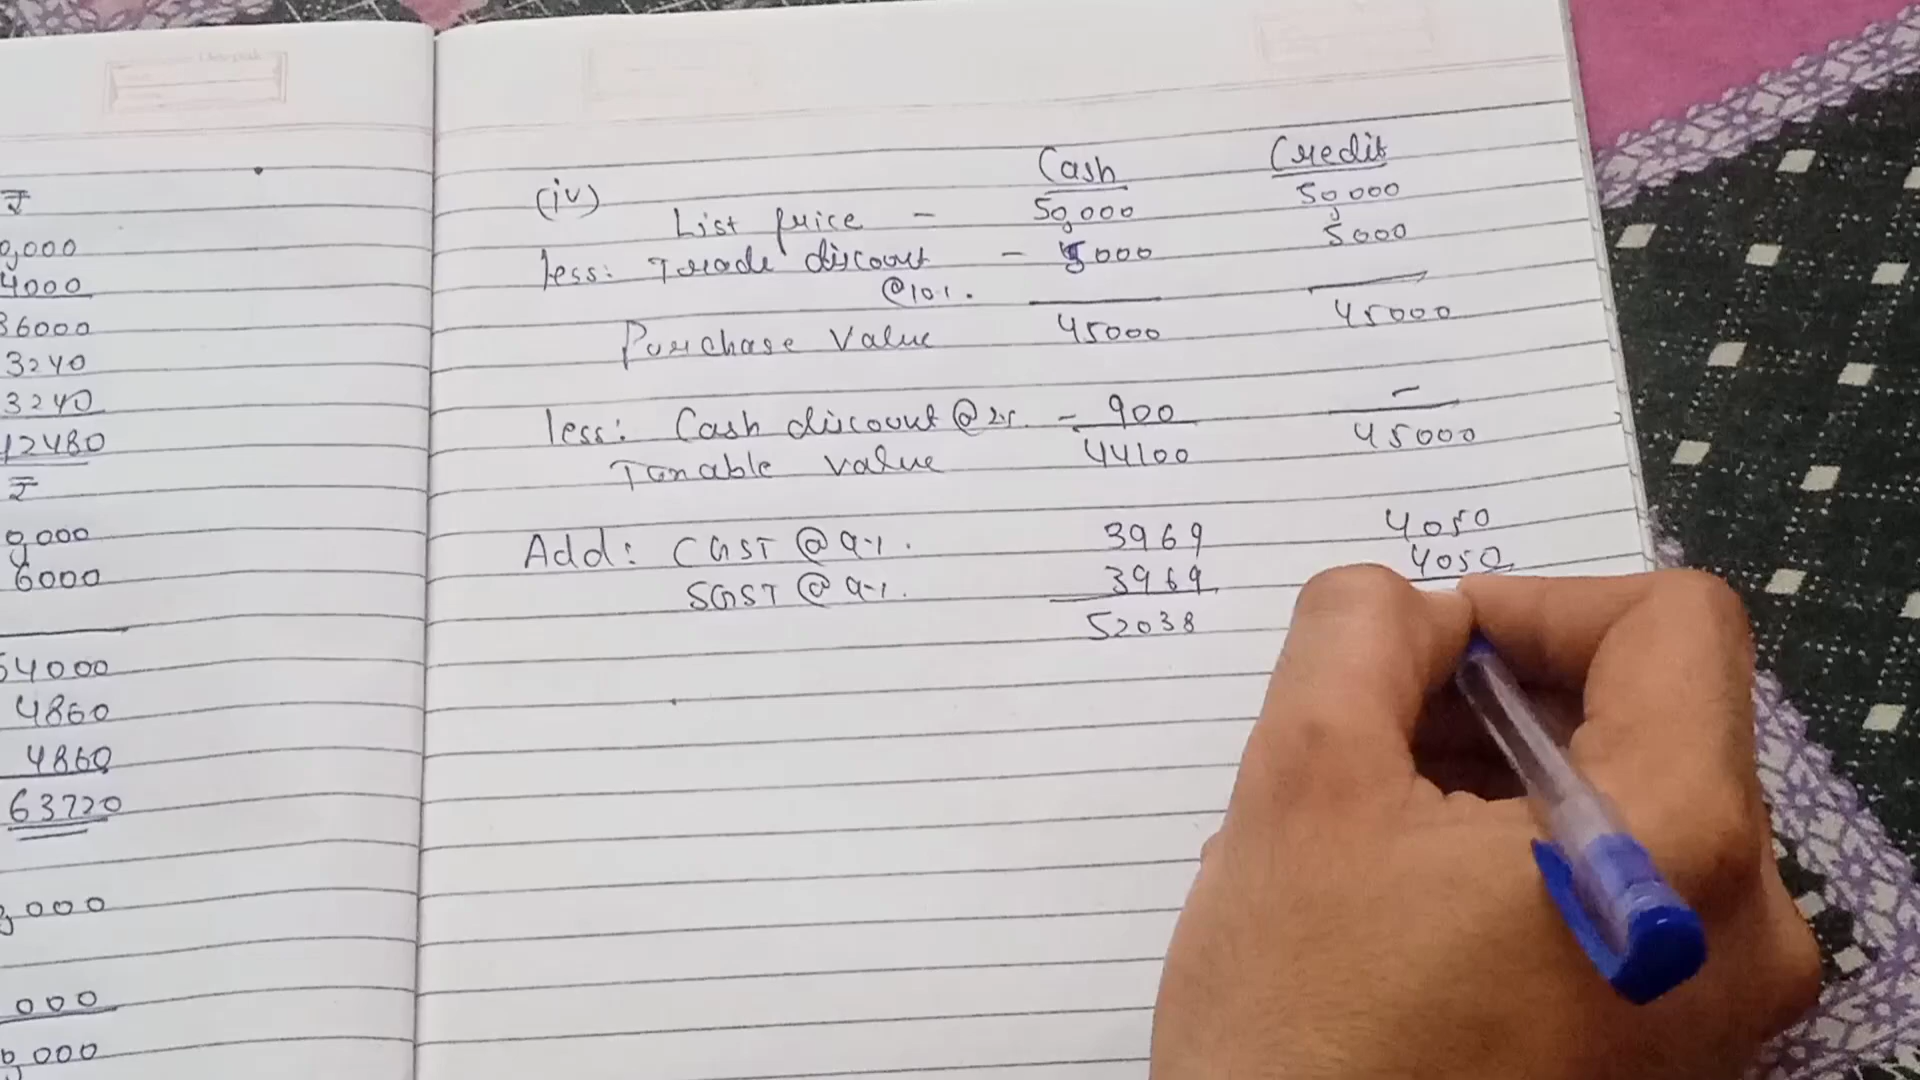 ₹
0,000
4000
36000
3240
3240
12480
₹
0,000
6000
54000
4860
4860
63720
000
000
000
Cash Credit
(iv)
List price - 50,000 50,000
less: Trade discount - 5000 5000
@10%.
Purchase Value 45000 45000
less: Cash discount @2%. - 900 -
Taxable value 44100 45000
Add: CGST @9%. 3969 4050
SGST @9%. 3969 4050
52038